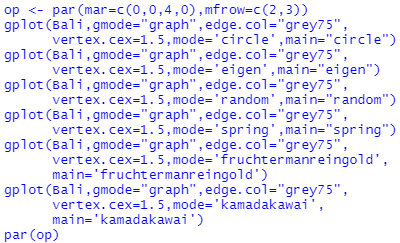 op <- par(mar=c(0,0,4,0),mfrow=c(2,3))
gplot(Bali,gmode="graph",edge.col="grey75",
      vertex.cex=1.5,mode='circle',main="circle")
gplot(Bali,gmode="graph",edge.col="grey75",
      vertex.cex=1.5,mode='eigen',main="eigen")
gplot(Bali,gmode="graph",edge.col="grey75",
      vertex.cex=1.5,mode='random',main="random")
gplot(Bali,gmode="graph",edge.col="grey75",
      vertex.cex=1.5,mode='spring',main="spring")
gplot(Bali,gmode="graph",edge.col="grey75",
      vertex.cex=1.5,mode='fruchtermanreingold',
      main='fruchtermanreingold')
gplot(Bali,gmode="graph",edge.col="grey75",
      vertex.cex=1.5,mode='kamadakawai',
      main='kamadakawai')
par(op)